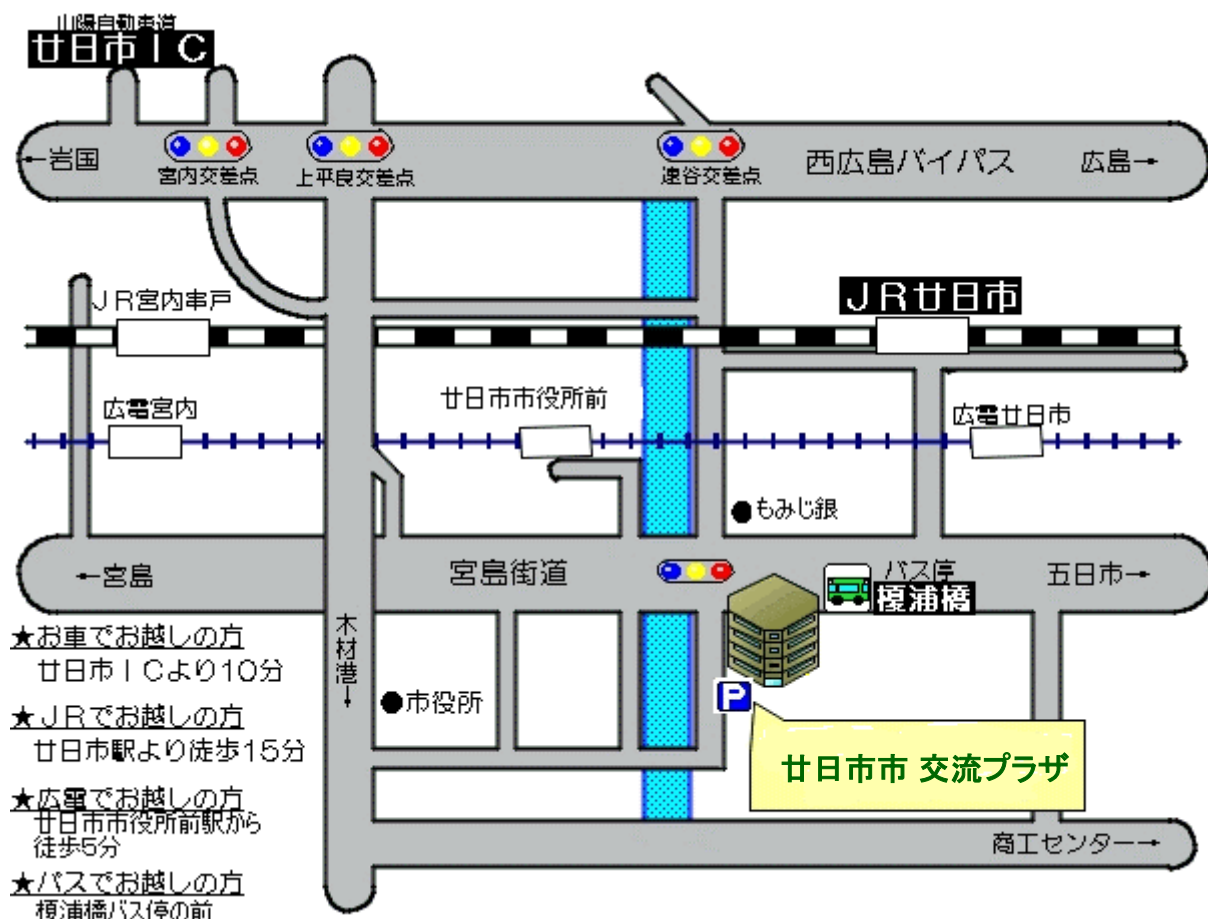 山陽自動車道
廿日市IC
←岩国
宮内交差点
上平良交差点
速谷交差点
西広島バイパス
広島→
JR宮内串戸
JR廿日市
広電宮内
廿日市市役所前
広電廿日市
●もみじ銀
←宮島
宮島街道
バス停
榎浦橋
五日市→
木材港→
●市役所
P
廿日市市 交流プラザ
商工センター→
★お車でお越しの方
廿日市ICより10分
★JRでお越しの方
廿日市駅より徒歩15分
★広電でお越しの方
廿日市市役所前駅から
徒歩5分
★バスでお越しの方
榎浦橋バス停の前